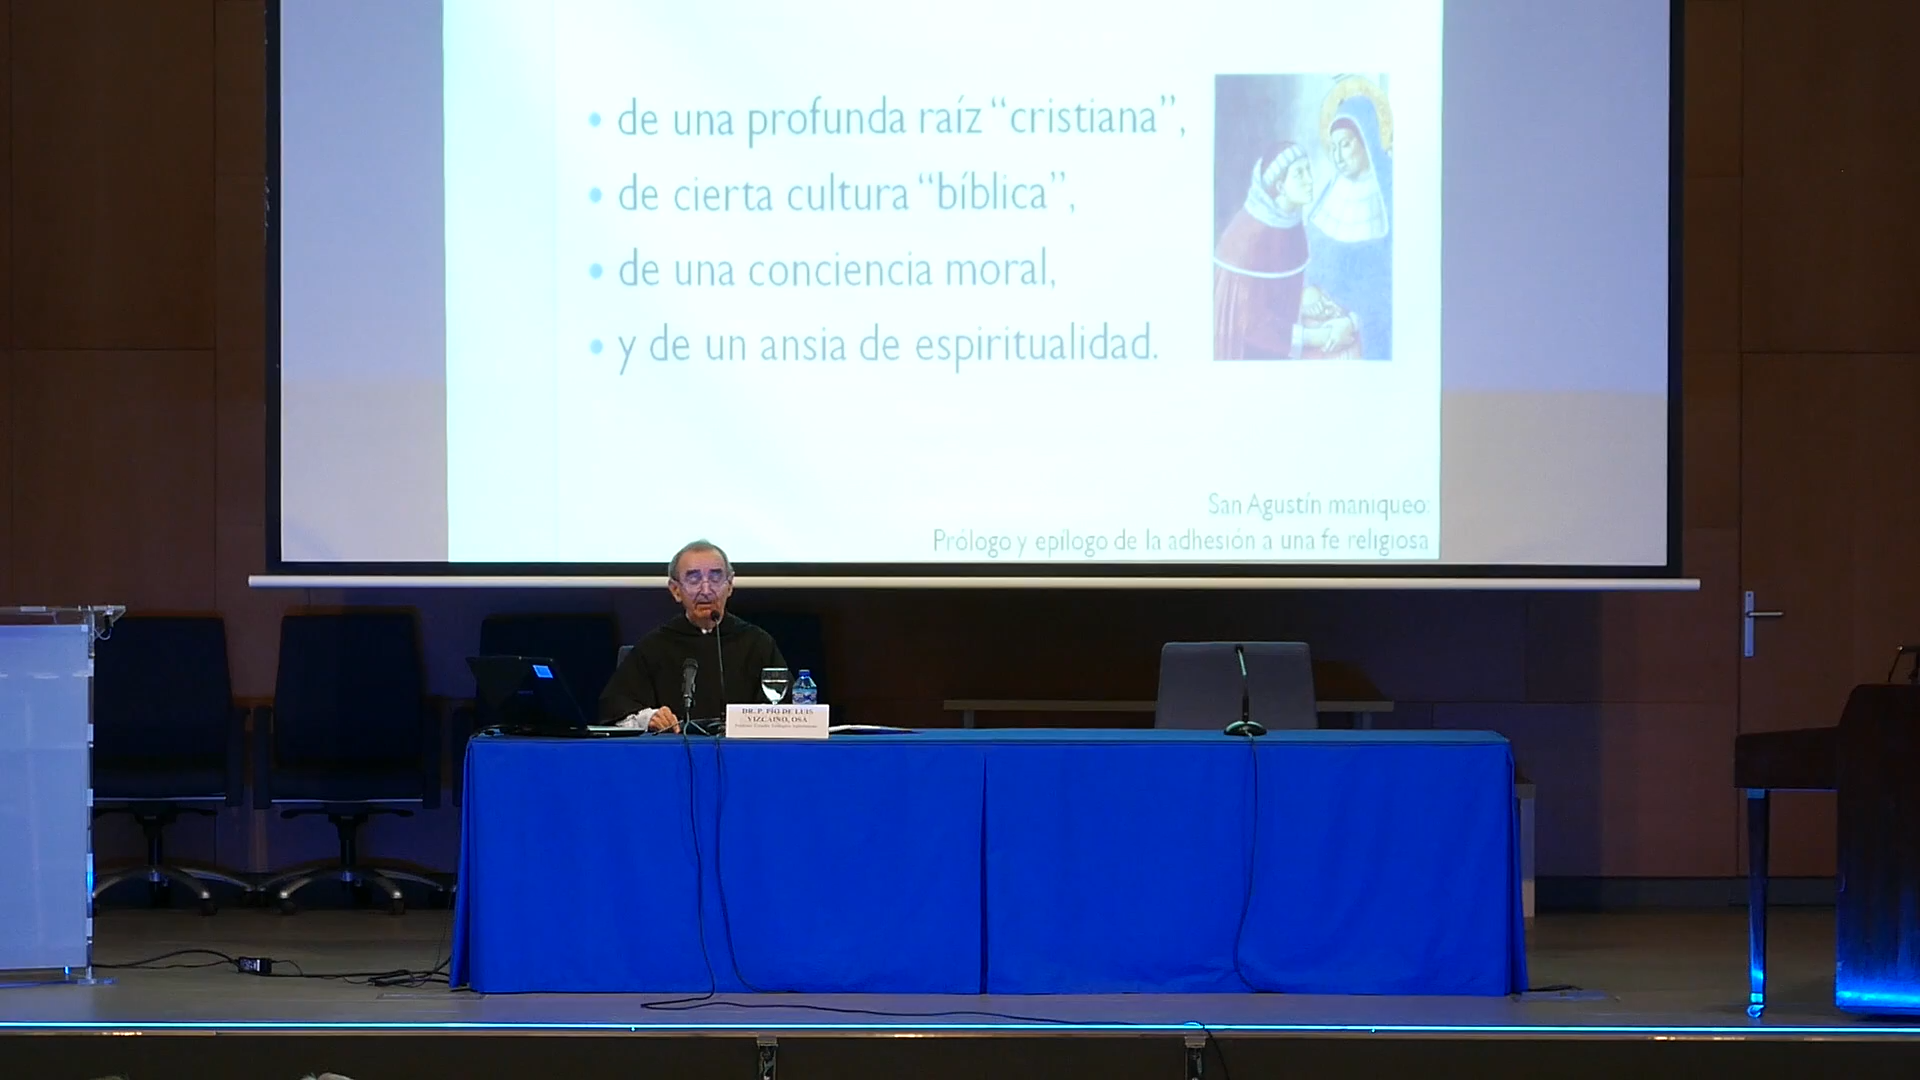 • de una profunda raíz “cristiana”,
• de cierta cultura “bíblica”,
• de una conciencia moral,
• y de un ansia de espiritualidad.
San Agustín maniqueo:
Prólogo y epílogo de la adhesión a una fe religiosa
DR. P. PÍO DE LUIS
VIZCAÍNO, OSA